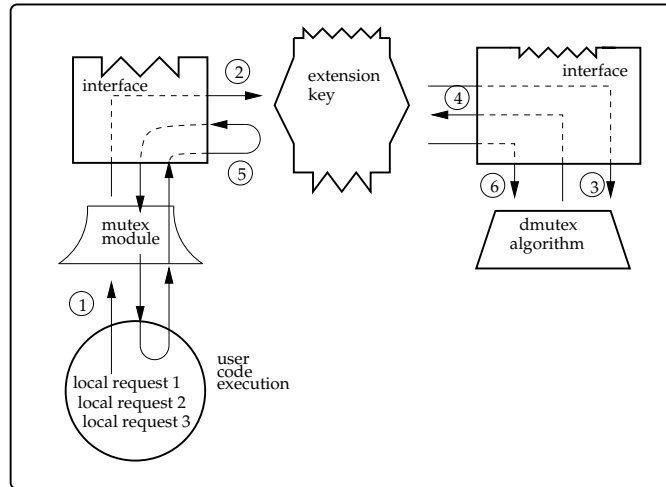 interface
2
extension
key
interface
4
5
6
3
mutex
module
dmutex
algorithm
1
user
code
execution
local request 1
local request 2
local request 3